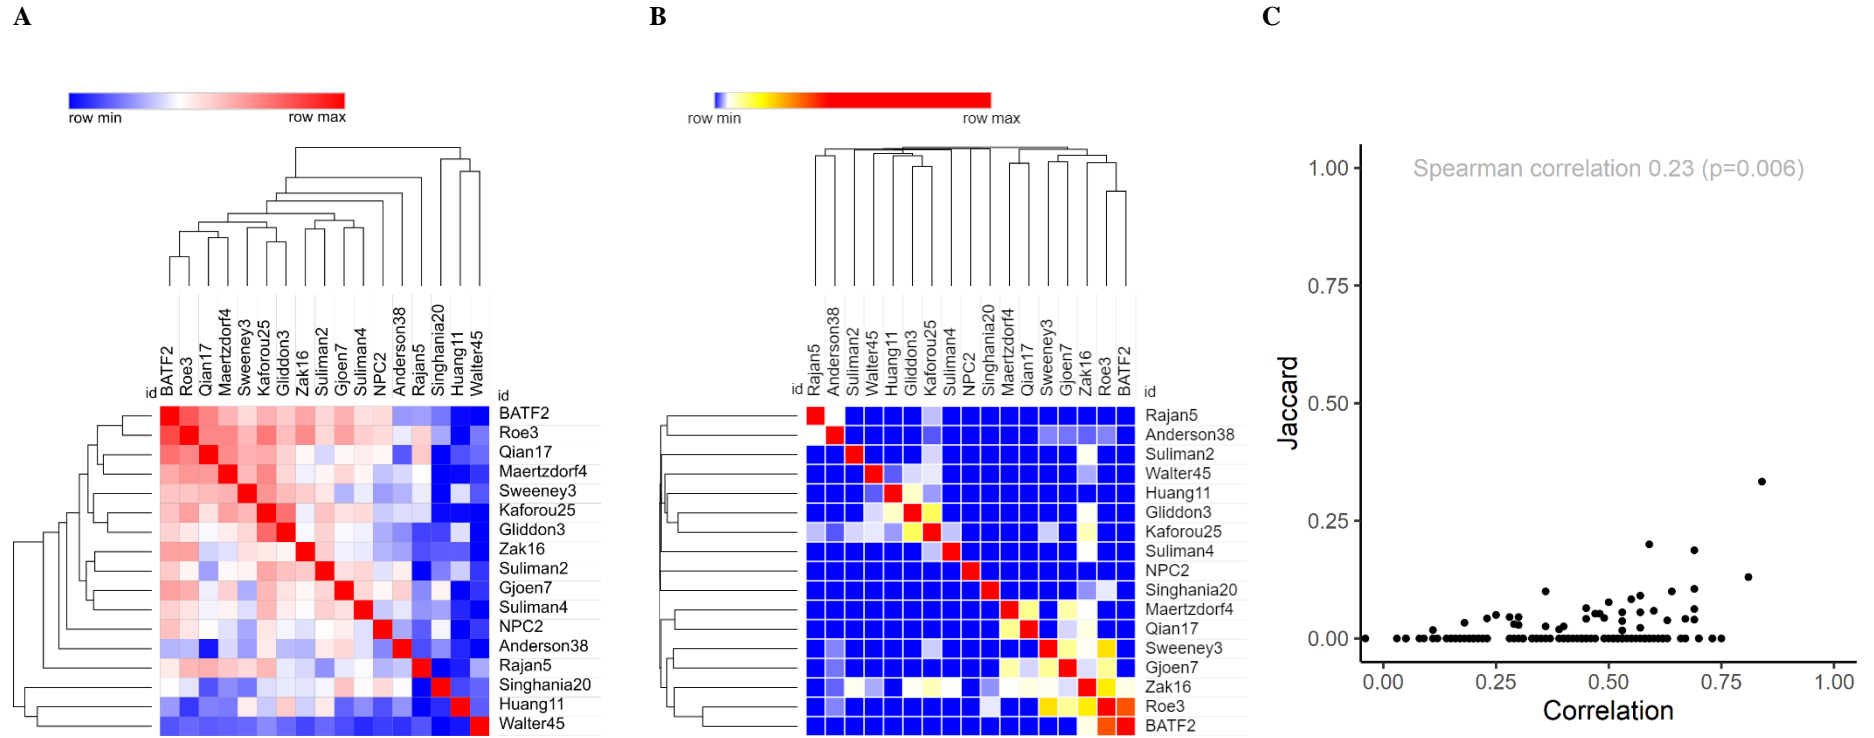 A
B
C
row min
row max
row min
row max
id
BATF2
Roe3
Qian17
Maertzdorf4
Sweeney3
Kaforou25
Gliddon3
Zak16
Suliman2
Gjoen7
Suliman4
NPC2
Anderson38
Rajan5
Singhania20
Huang11
Walter45
id
BATF2
Roe3
Qian17
Maertzdorf4
Sweeney3
Kaforou25
Gliddon3
Zak16
Suliman2
Gjoen7
Suliman4
NPC2
Anderson38
Rajan5
Singhania20
Huang11
Walter45
id
Rajan5
Anderson38
Suliman2
Walter45
Huang11
Gliddon3
Kaforou25
Suliman4
NPC2
Singhania20
Maertzdorf4
Qian17
Sweeney3
Gjoen7
Zak16
Roe3
BATF2
id
Rajan5
Anderson38
Suliman2
Walter45
Huang11
Gliddon3
Kaforou25
Suliman4
NPC2
Singhania20
Maertzdorf4
Qian17
Sweeney3
Gjoen7
Zak16
Roe3
BATF2
Spearman correlation 0.23 (p=0.006)
Jaccard
1.00
0.75
0.50
0.25
0.00
0.00
0.25
0.50
0.75
1.00
Correlation